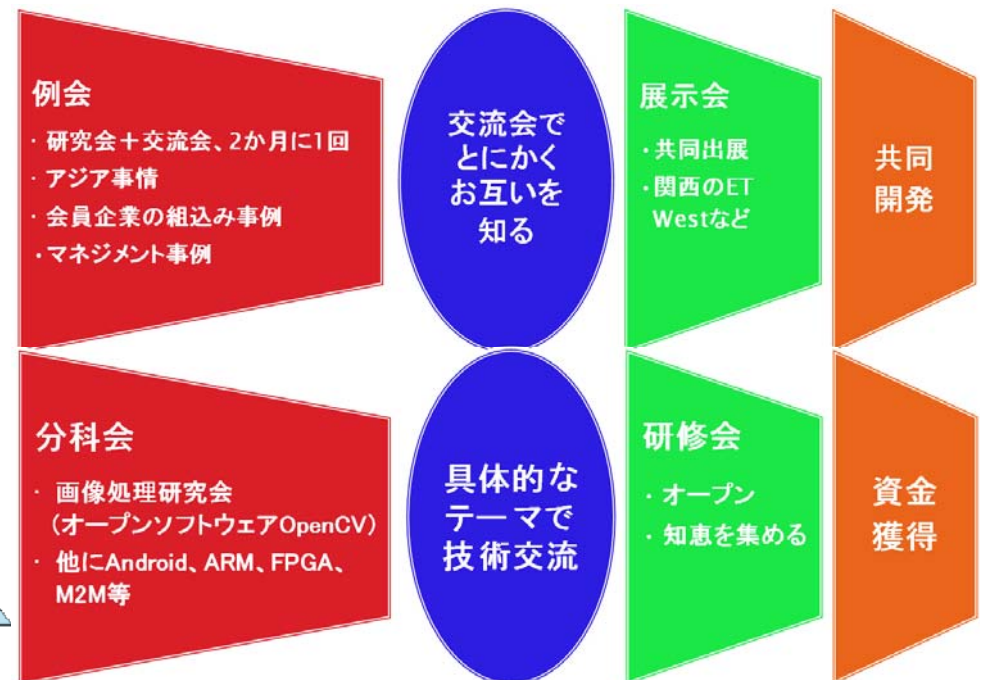 例会
・研究会＋交流会、2か月に1回
・アジア事情
・会員企業の組込み事例
・マネジメント事例
交流会で
とにかく
お互いを
知る
展示会
・共同出展
・関西のET
Westなど
共同
開発
分科会
・ 画像処理研究会
(オープンソフトウェアOpenCV)
・ 他にAndroid、ARM、FPGA、
M2M等
具体的な
テーマで
技術交流
研修会
・オープン
・知恵を集める
資金
獲得